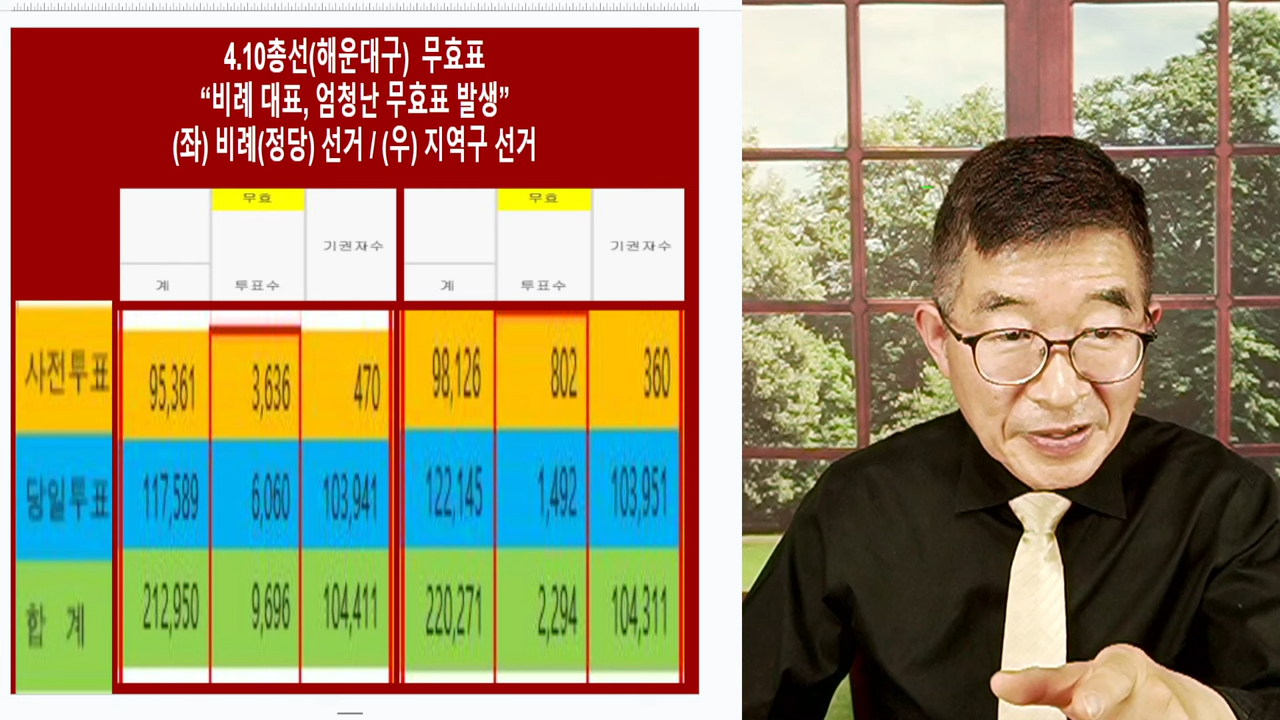 4.10총선(해운대구) 무효표
“비례 대표, 엄청난 무효표 발생”
(좌) 비례(정당) 선거 / (우) 지역구 선거
무효 무효
기권자수 기권자수
계 투표수 계 투표수
사전투표 95,361 3,636 470 98,126 802 360
당일투표 117,589 6,060 103,941 122,145 1,492 103,951
합 계 212,950 9,696 104,411 220,271 2,294 104,311